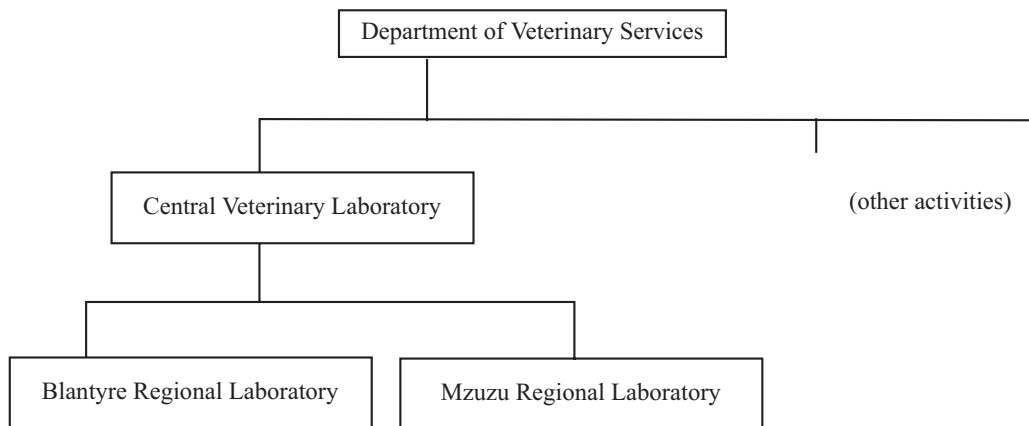 Department of Veterinary Services
Central Veterinary Laboratory
(other activities)
Blantyre Regional Laboratory
Mzuzu Regional Laboratory